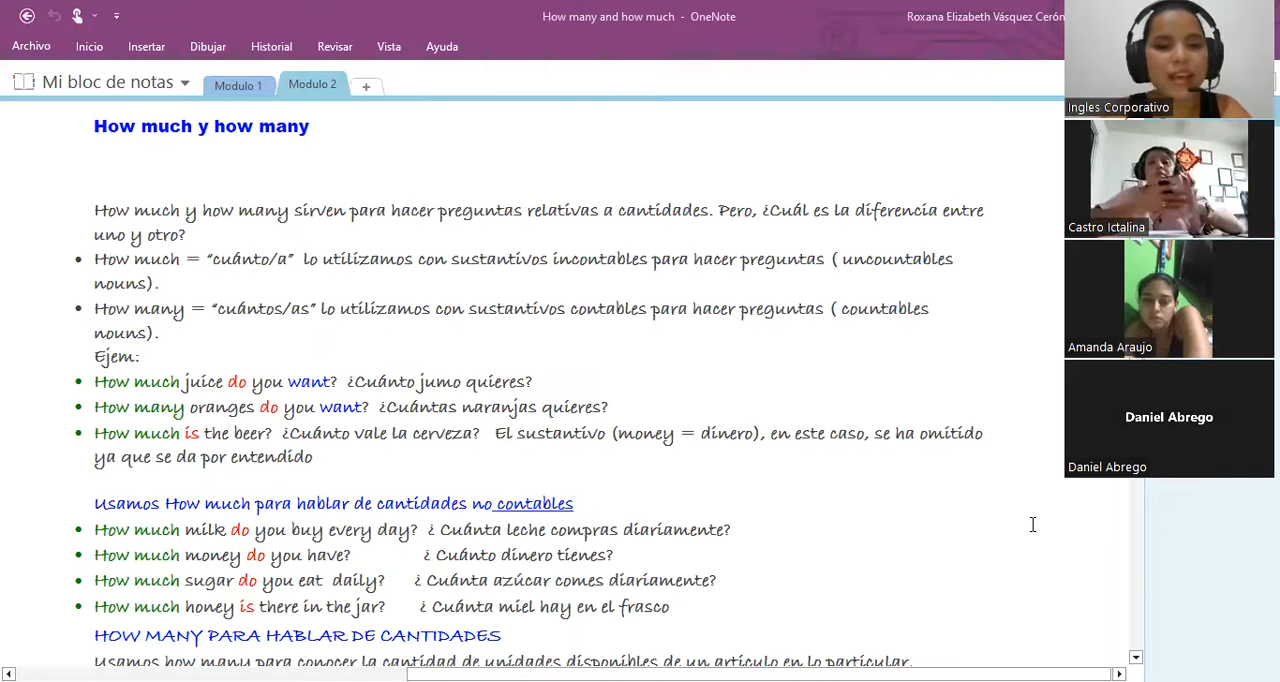 How many and how much - OneNote
Roxana Elizabeth Vásquez Cerón
Archivo Inicio Insertar Dibujar Historial Revisar Vista Ayuda
Mi bloc de notas Modulo 1 Modulo 2 +
How much y how many
How much y how many sirven para hacer preguntas relativas a cantidades. Pero, ¿Cuál es la diferencia entre
uno y otro?
• How much = “cuánto/a” lo utilizamos con sustantivos incontables para hacer preguntas ( uncountables
nouns).
• How many = “cuántos/as” lo utilizamos con sustantivos contables para hacer preguntas ( countables
nouns).
Ejem:
• How much juice do you want? ¿Cuánto jumo quieres?
• How many oranges do you want? ¿Cuántas naranjas quieres?
• How much is the beer? ¿Cuánto vale la cerveza? El sustantivo (money = dinero), en este caso, se ha omitido
ya que se da por entendido
Usamos How much para hablar de cantidades no contables
• How much milk do you buy every day? ¿ Cuánta leche compras diariamente?
• How much money do you have? ¿ Cuánto dinero tienes?
• How much sugar do you eat daily? ¿ Cuánta azúcar comes diariamente?
• How much honey is there in the jar? ¿ Cuánta miel hay en el frasco
HOW MANY PARA HABLAR DE CANTIDADES
Usamos how many para conocer la cantidad de unidades disponibles de un artículo en lo particular.
Ingles Corporativo
Castro Ictalina
Amanda Araujo
Daniel Abrego
Daniel Abrego